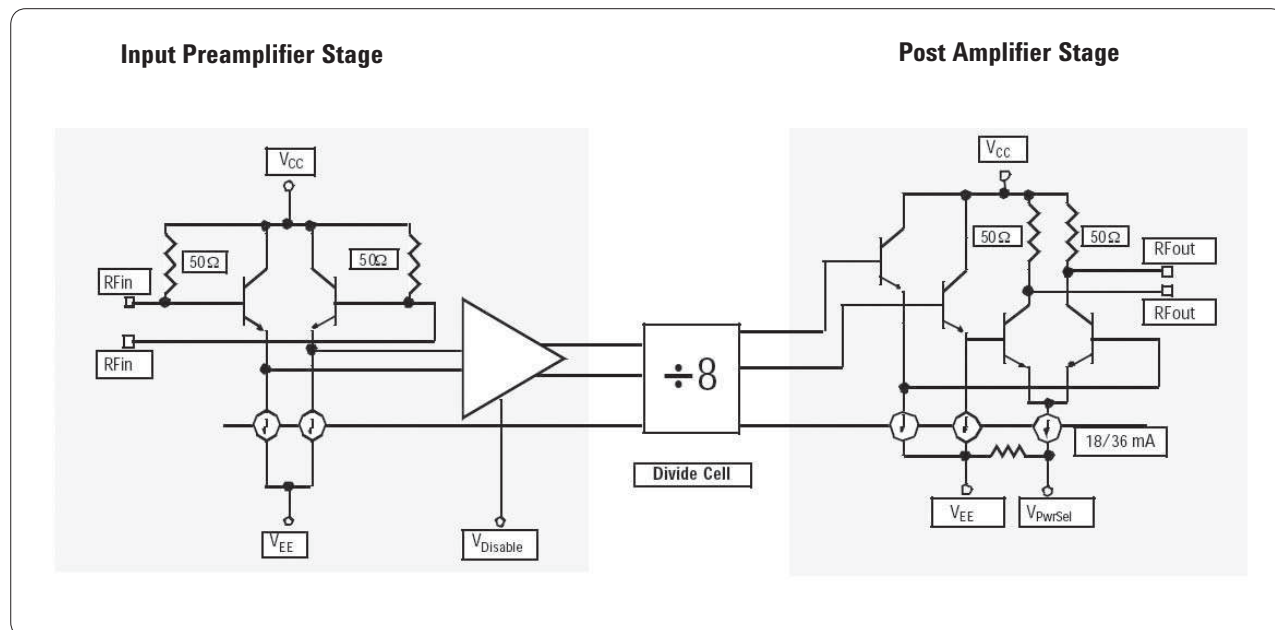 Input Preamplifier Stage
Post Amplifier Stage
VCC
50Ω
50Ω
RFin
RFin
VEE
VDisable
÷8
Divide Cell
VCC
50Ω
50Ω
RFout
RFout
18/36 mA
VEE
VPwrSel